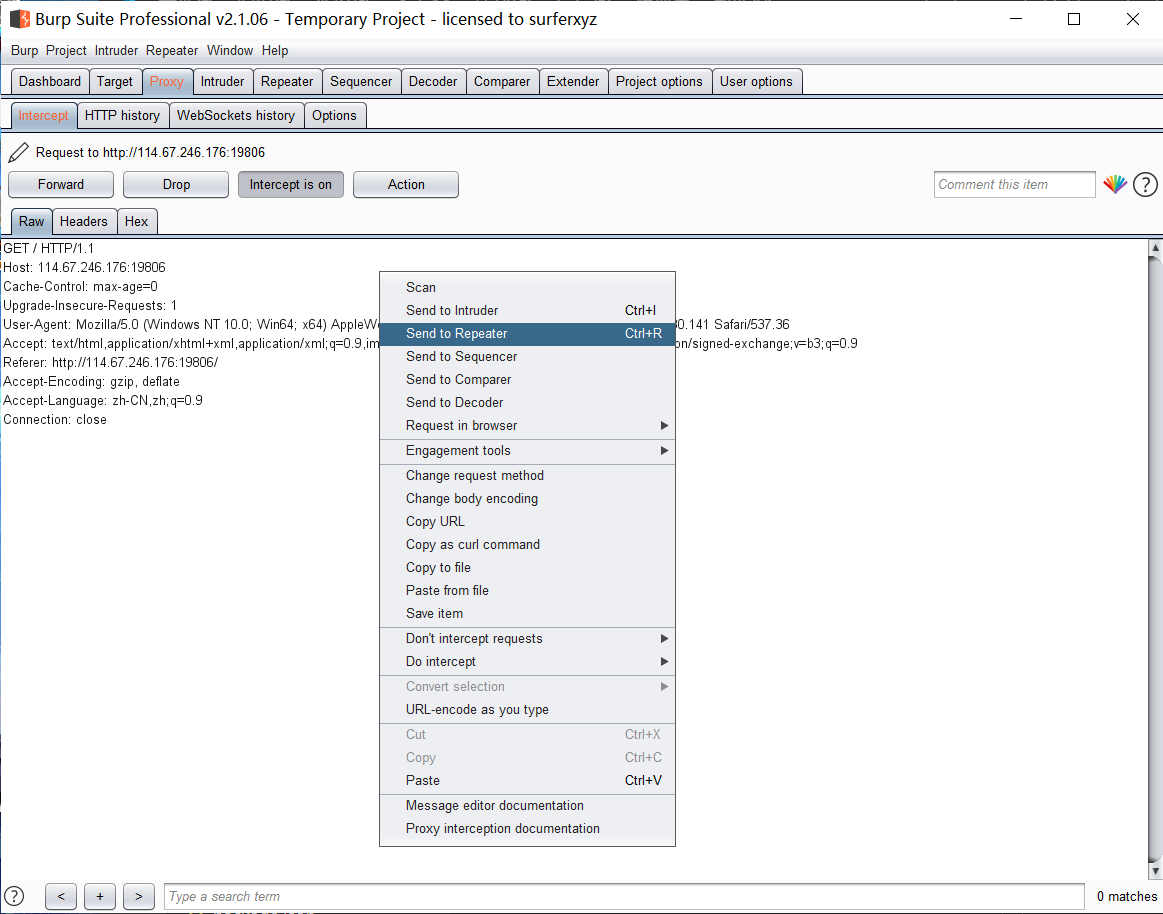 Burp Suite Professional v2.1.06 - Temporary Project - licensed to surferxyz
Burp Project Intruder Repeater Window Help
Dashboard Target Proxy Intruder Repeater Sequencer Decoder Comparer Extender Project options User options
Intercept HTTP history WebSockets history Options
Request to http://114.67.246.176:19806
Forward Drop Intercept is on Action Comment this item ?
Raw Headers Hex
GET / HTTP/1.1
Host: 114.67.246.176:19806
Cache-Control: max-age=0
Upgrade-Insecure-Requests: 1
User-Agent: Mozilla/5.0 (Windows NT 10.0; Win64; x64) 0.141 Safari/537.36
Accept: text/html,application/xhtml+xml,application/xml;q=0.9,im on/signed-exchange;v=b3;q=0.9
Referer: http://114.67.246.176:19806/
Accept-Encoding: gzip, deflate
Accept-Language: zh-CN,zh;q=0.9
Connection: close
Scan
Send to Intruder Ctrl+I
Send to Repeater Ctrl+R
Send to Sequencer
Send to Comparer
Send to Decoder
Request in browser
Engagement tools
Change request method
Change body encoding
Copy URL
Copy as curl command
Copy to file
Paste from file
Save item
Don't intercept requests
Do intercept
Convert selection
URL-encode as you type
Cut Ctrl+X
Copy Ctrl+C
Paste Ctrl+V
Message editor documentation
Proxy interception documentation
? < + > Type a search term 0 matches